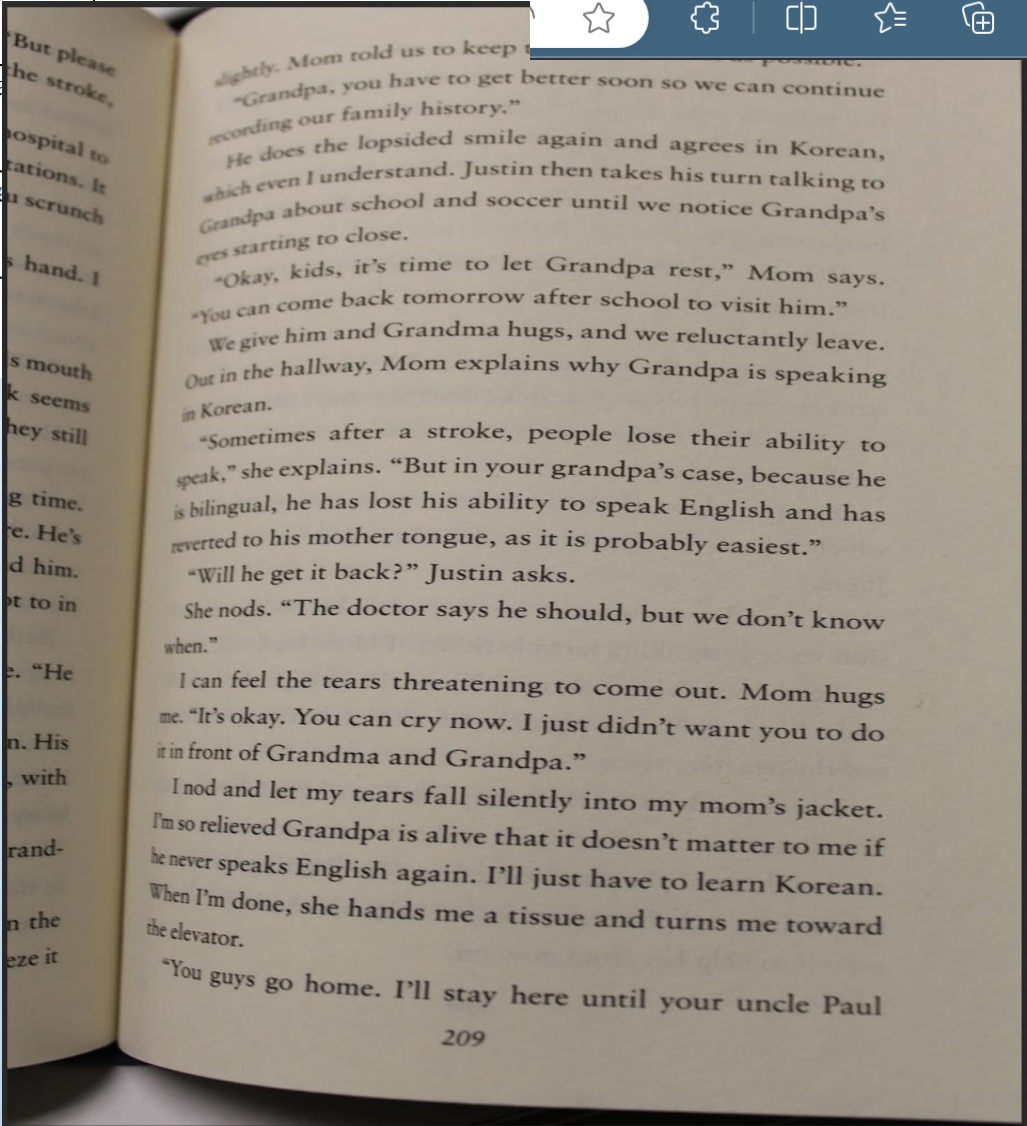 "But please
the stroke,
hospital to
tations. It
u scrunch
s hand. I
s mouth
k seems
hey still
g time.
re. He's
d him.
ot to in
e. "He
n. His
, with
rand-
n the
eze it
slightly. Mom told us to keep
possible.
"Grandpa, you have to get better soon so we can continue
recording our family history."
He does the lopsided smile again and agrees in Korean,
which even I understand. Justin then takes his turn talking to
Grandpa about school and soccer until we notice Grandpa's
eyes starting to close.
"Okay, kids, it's time to let Grandpa rest," Mom says.
"You can come back tomorrow after school to visit him."
We give him and Grandma hugs, and we reluctantly leave.
Out in the hallway, Mom explains why Grandpa is speaking
in Korean.
"Sometimes after a stroke, people lose their ability to
speak," she explains. "But in your grandpa's case, because he
is bilingual, he has lost his ability to speak English and has
reverted to his mother tongue, as it is probably easiest."
"Will he get it back?" Justin asks.
She nods. "The doctor says he should, but we don't know
when."
I can feel the tears threatening to come out. Mom hugs
me. "It's okay. You can cry now. I just didn't want you to do
it in front of Grandma and Grandpa."
I nod and let my tears fall silently into my mom's jacket.
I'm so relieved Grandpa is alive that it doesn't matter to me if
he never speaks English again. I'll just have to learn Korean.
When I'm done, she hands me a tissue and turns me toward
the elevator.
"You guys go home. I'll stay here until your uncle Paul
209